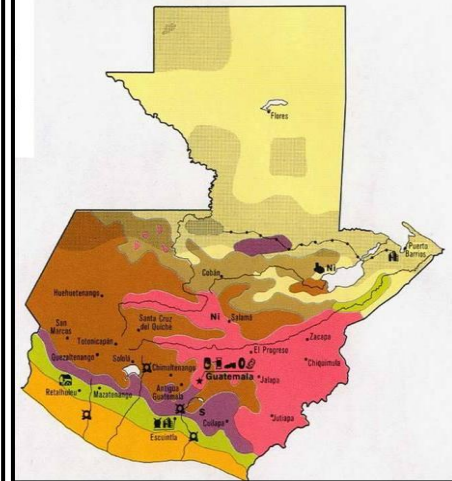 Flores
Puerto
Barrios
Cobán
Ni
Huehuetenango
Ni
Salamá
Santa Cruz
del Quiché
San
Marcos
Totonicapán
Zacapa
El Progreso
Quezaltenango
Sololá
Chimaltenango
Chiquimula
Guatemala
Jalapa
Antigua
Guatemala
Retalhuleu
Mazatenango
S
Cuilapa
Jutiapa
Escuintla